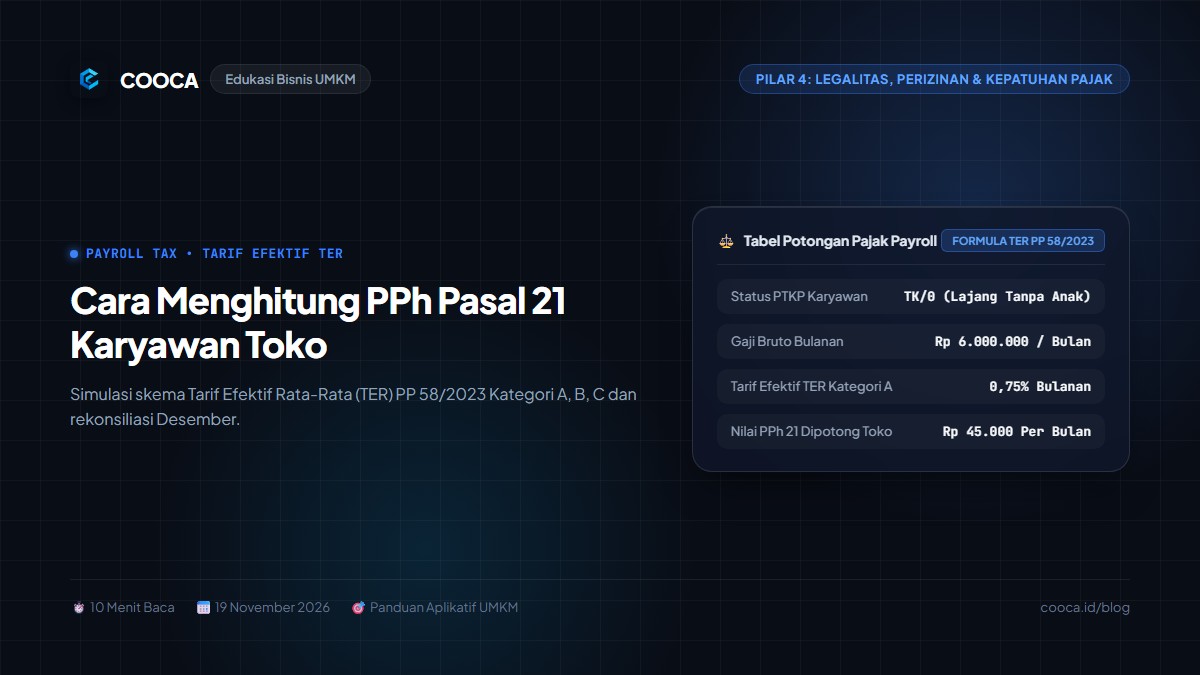 COOCA
Edukasi Bisnis UMKM
PILAR 4: LEGALITAS, PERIZINAN & KEPATUHAN PAJAK
PAYROLL TAX • TARIF EFEKTIF TER
Cara Menghitung PPh Pasal 21
Karyawan Toko
Simulasi skema Tarif Efektif Rata-Rata (TER) PP 58/2023 Kategori A, B, C dan
rekonsiliasi Desember.
Tabel Potongan Pajak Payroll
FORMULA TER PP 58/2023
Status PTKP Karyawan TK/0 (Lajang Tanpa Anak)
Gaji Bruto Bulanan Rp 6.000.000 / Bulan
Tarif Efektif TER Kategori A 0,75% Bulanan
Nilai PPh 21 Dipotong Toko Rp 45.000 Per Bulan
10 Menit Baca
19 November 2026
Panduan Aplikatif UMKM
cooca.id/blog